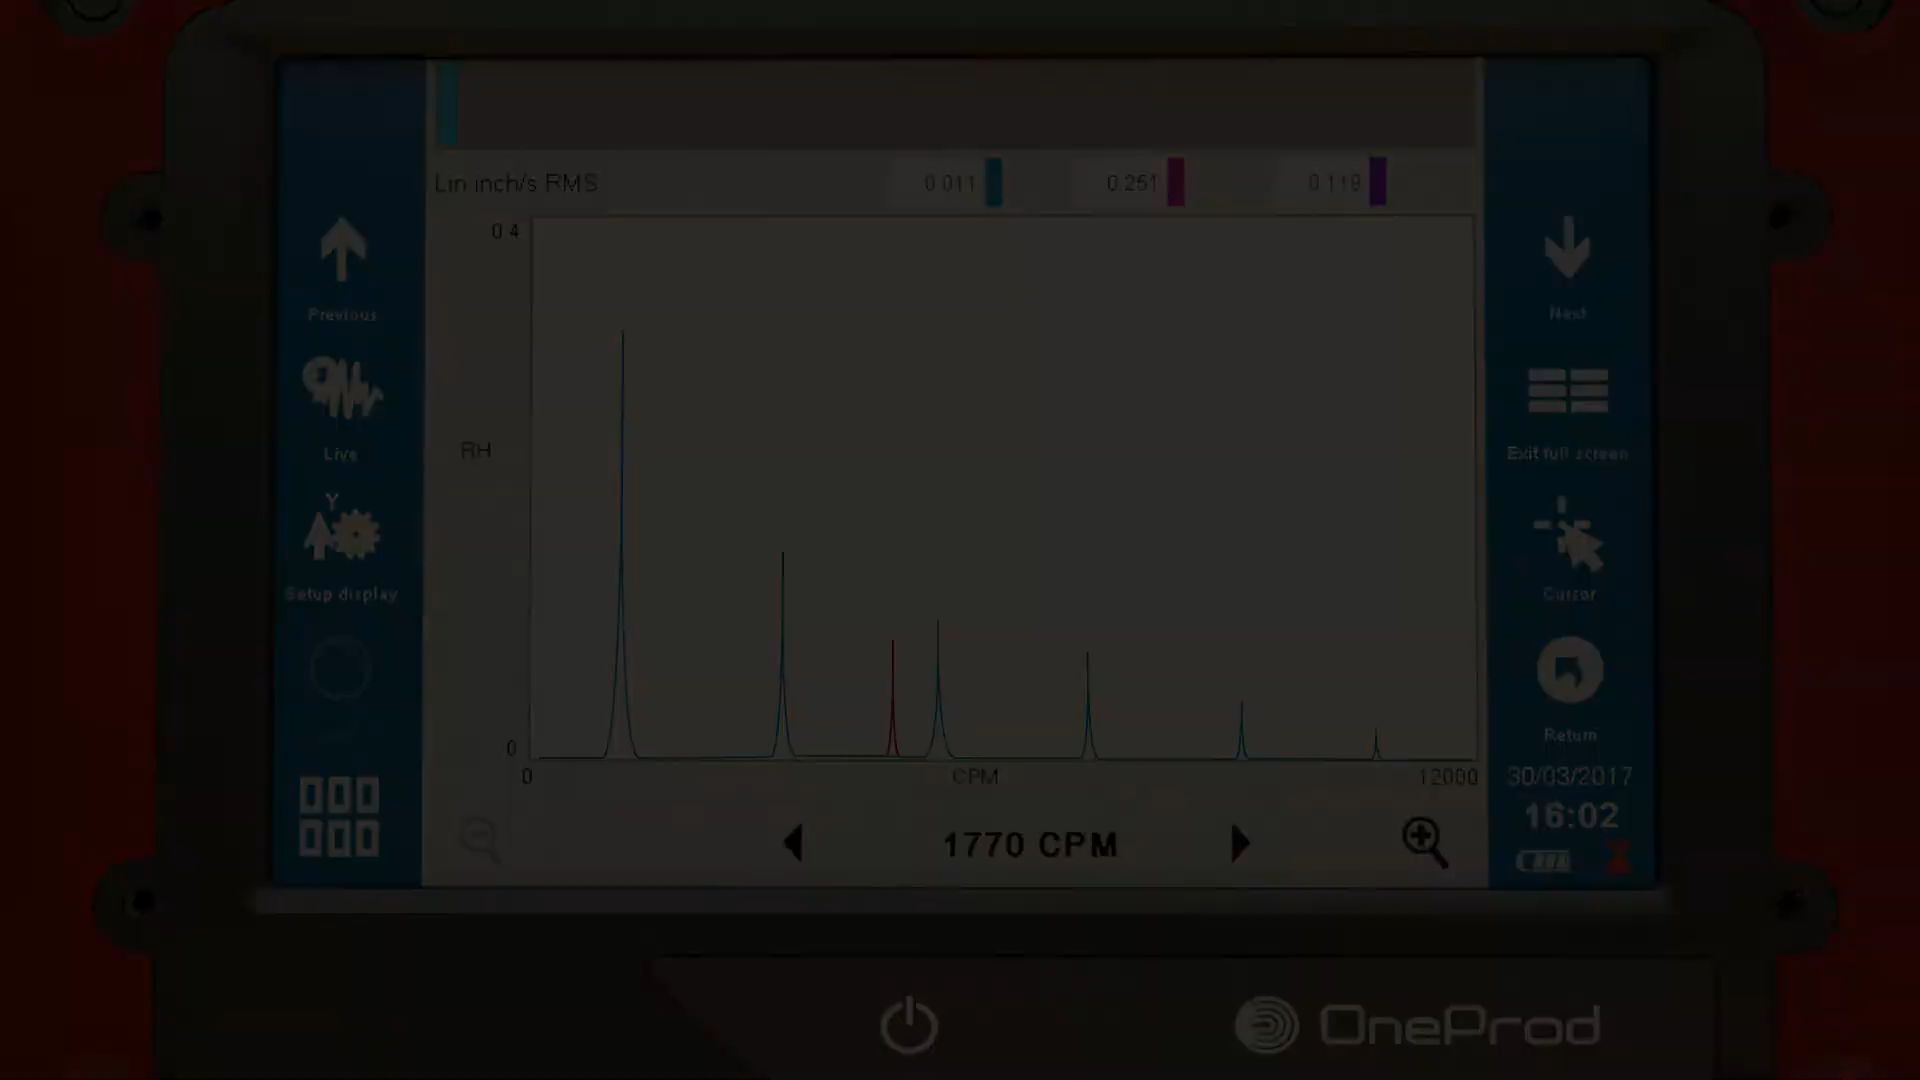 Lin inch/s RMS 0.011 0.251 0.119
0.4
Previous
Next
RH
Live
Exit full screen
Y
Setup display
Cursor
Return
0
0 CPM 12000
30/03/2017
1770 CPM
16:02
OneProd